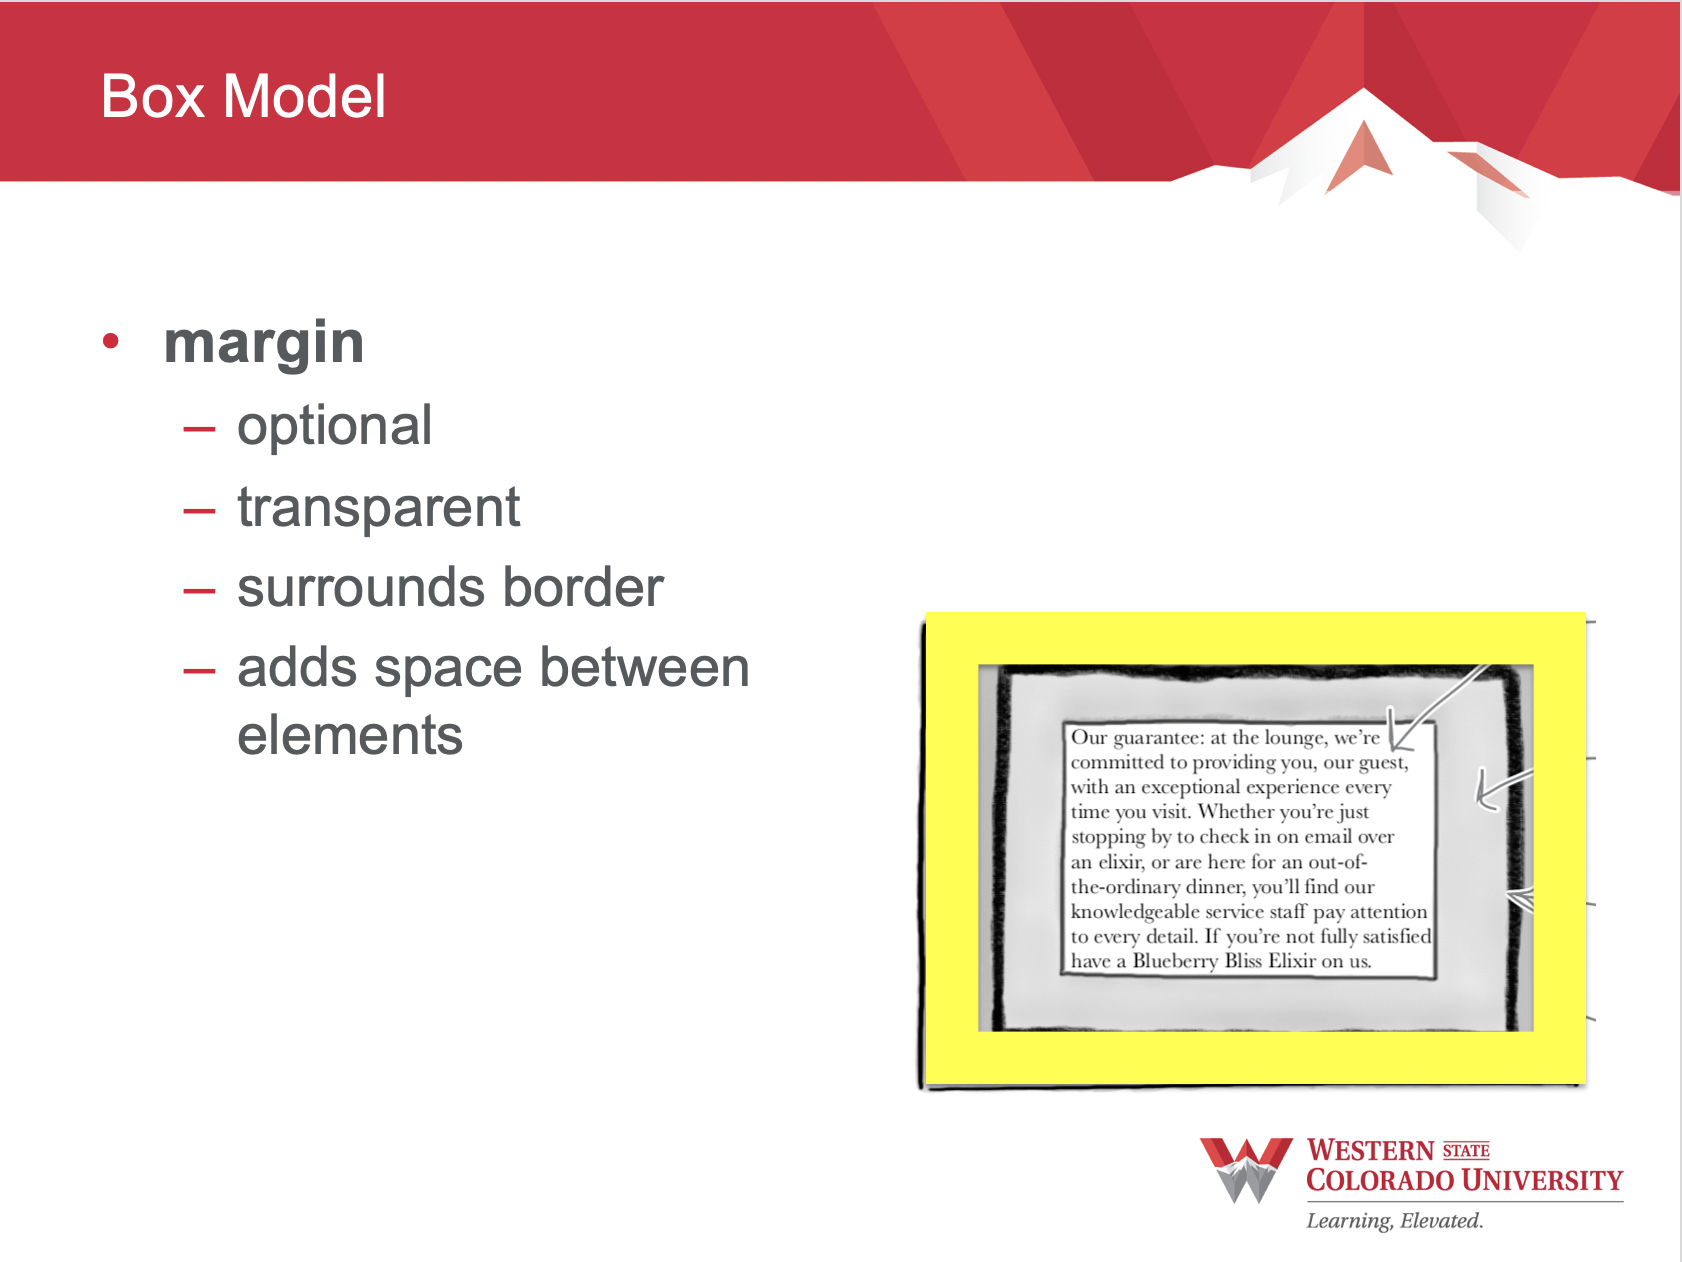 Box Model
• margin
– optional
– transparent
– surrounds border
– adds space between
elements
Our guarantee: at the lounge, we’re
committed to providing you, our guest,
with an exceptional experience every
time you visit. Whether you’re just
stopping by to check in on email over
an elixir, or are here for an out-of-
the-ordinary dinner, you’ll find our
knowledgeable service staff pay attention
to every detail. If you’re not fully satisfied
have a Blueberry Bliss Elixir on us.
WESTERN STATE
COLORADO UNIVERSITY
Learning, Elevated.